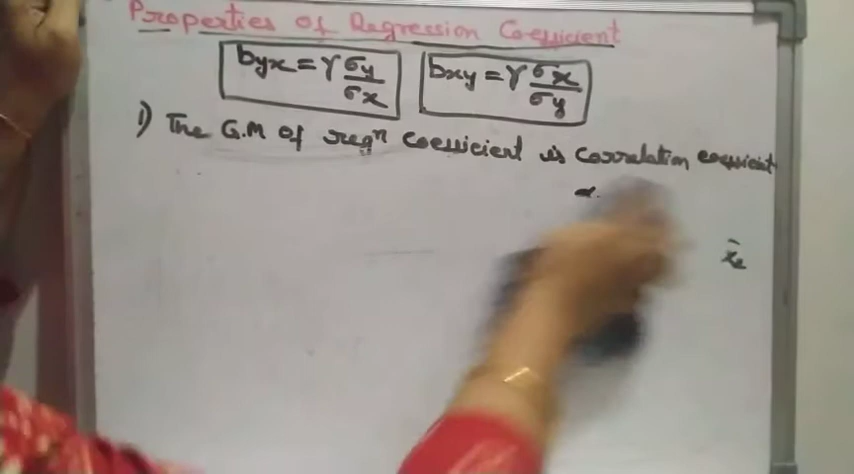 Properties of Regression Coefficient
byx = r σy/σx bxy = r σx/σy
1) The G.M of regⁿ Coefficient is Correlation coefficient